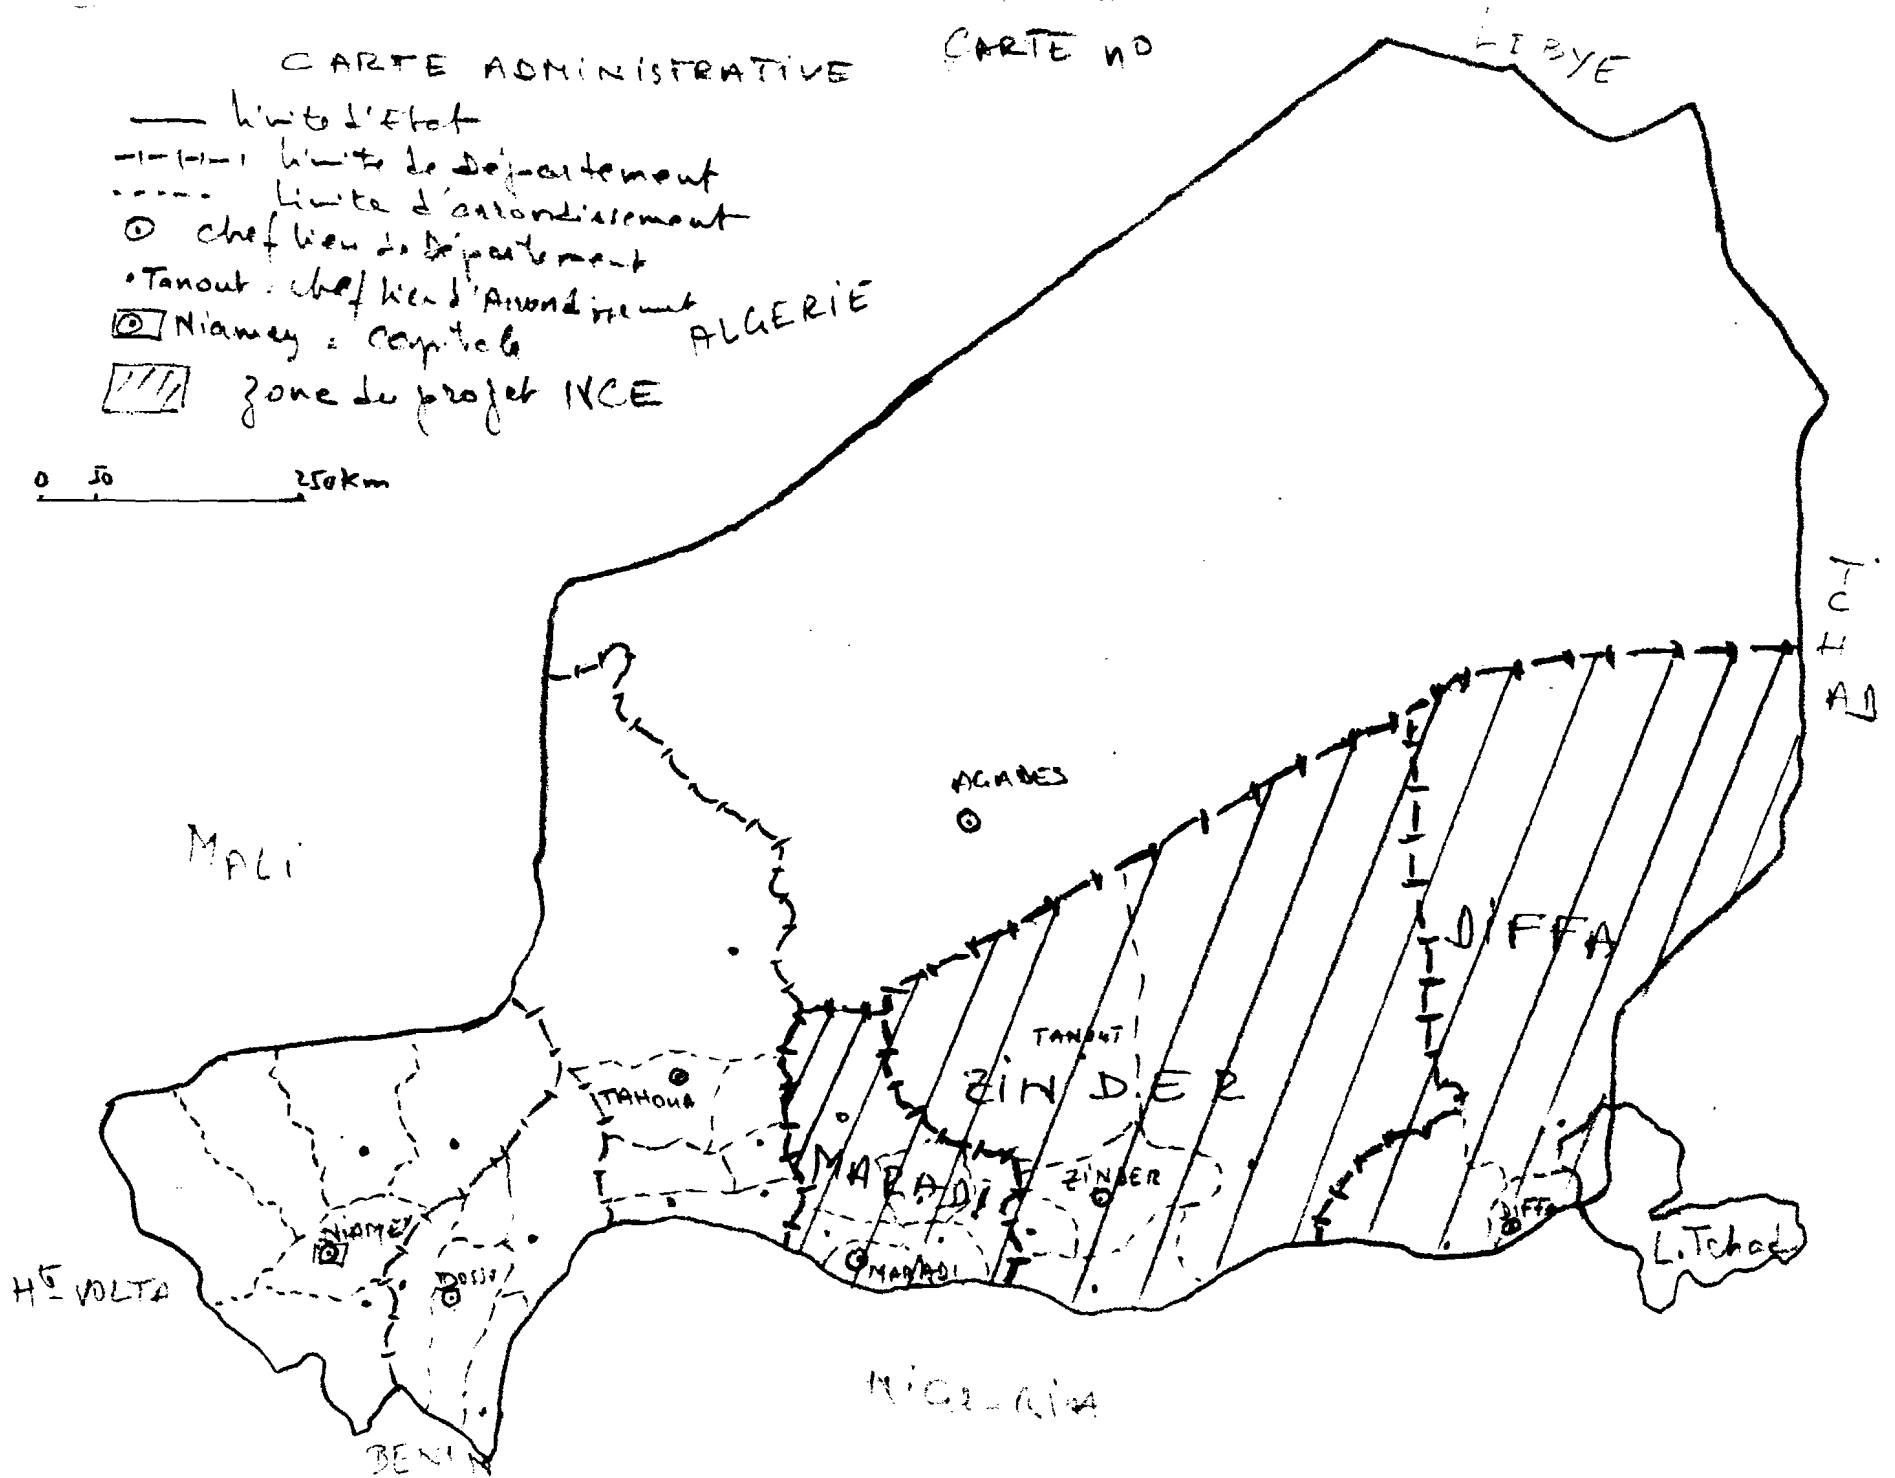 CARTE ADMINISTRATIVE
CARTE nº
limite d'Etat
limite de Département
limite d'arrondissement
chef lieu de Département
Tanout : chef lieu d'Arrondissement
Niamey = capitale
zone du projet NCE
0 50 250Km
LIBYE
ALGERIE
TCHAD
MALI
AGADES
DIFFA
TANOUT
ZINDER
TAHOUA
MARADI
ZINDER
NIAMEY
DIFFA
L. Tchad
DOSSO
MARADI
Hte VOLTA
NIGERIA
BENIN